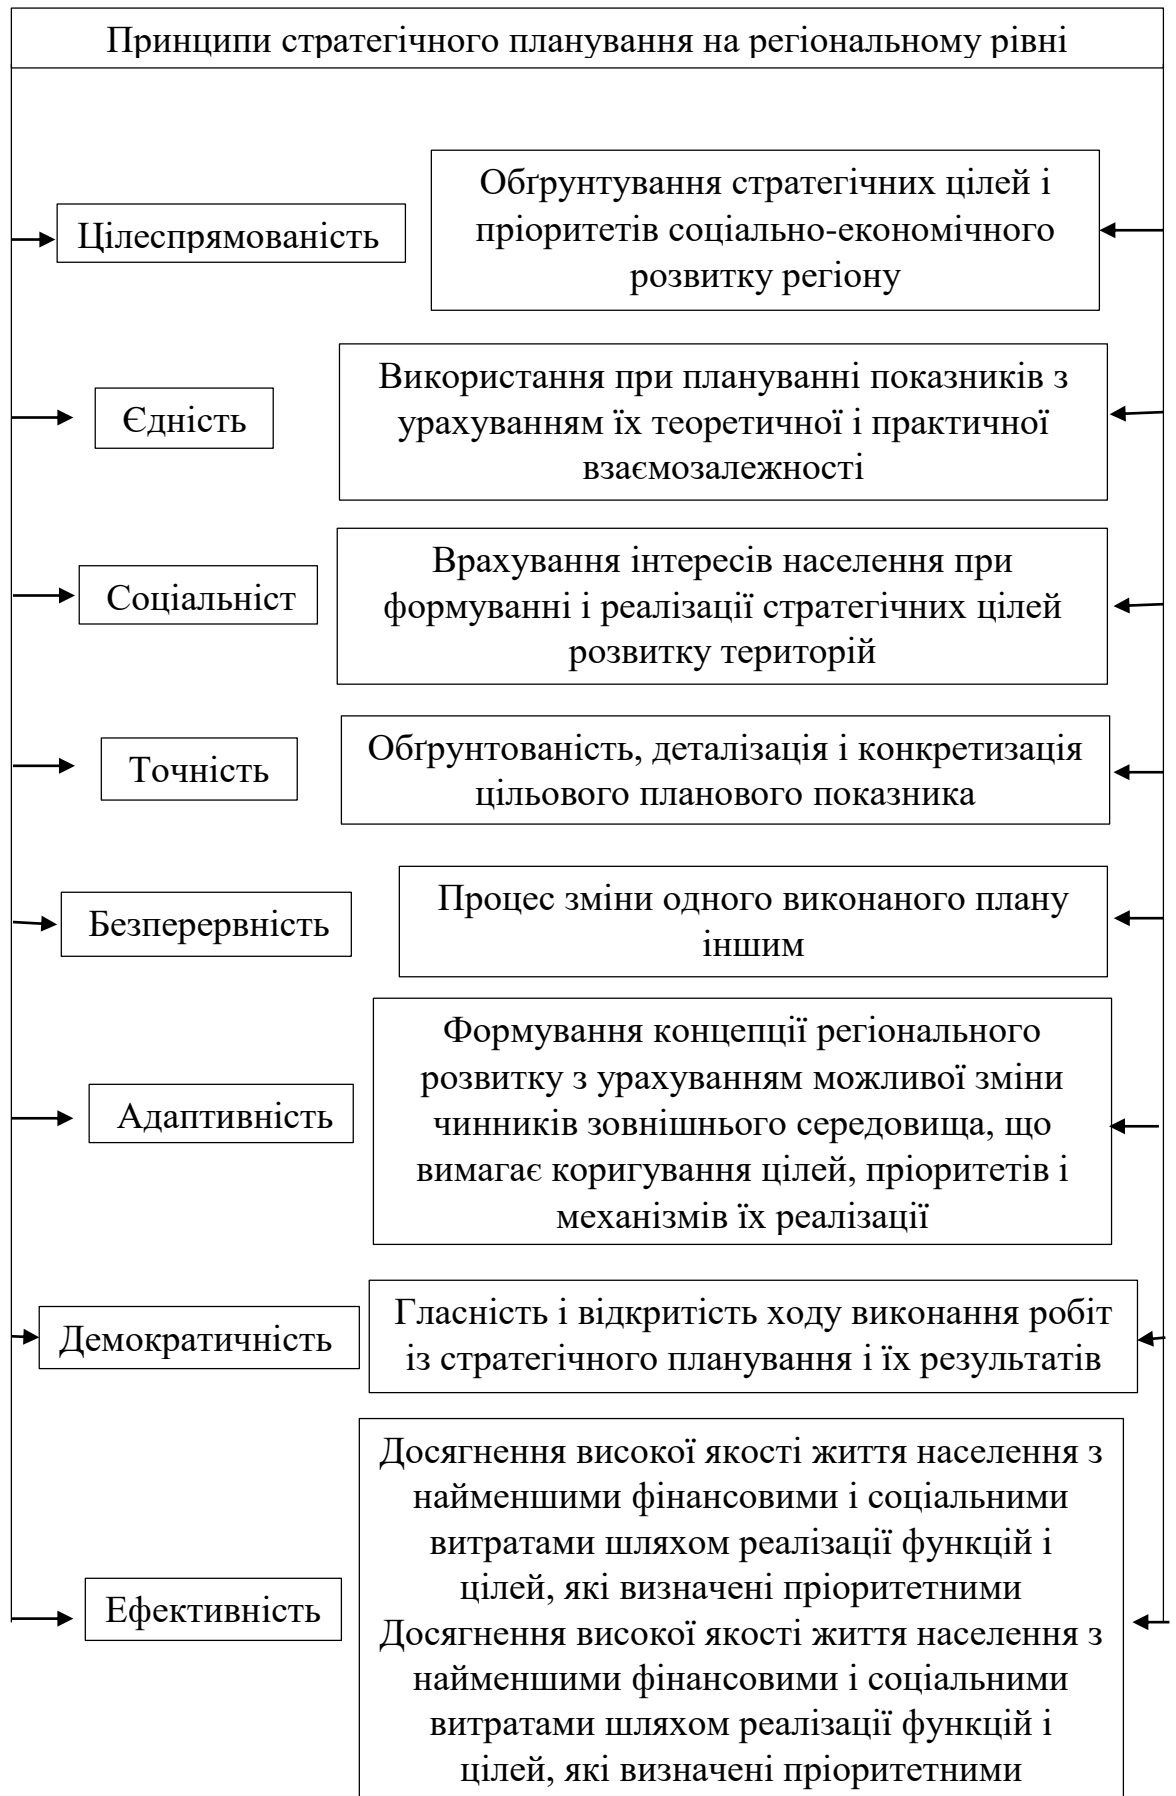 Принципи стратегічного планування на регіональному рівні
Цілеспрямованість
Обґрунтування стратегічних цілей і
пріоритетів соціально-економічного
розвитку регіону
Єдність
Використання при плануванні показників з
урахуванням їх теоретичної і практичної
взаємозалежності
Соціальніст
Врахування інтересів населення при
формуванні і реалізації стратегічних цілей
розвитку територій
Точність
Обґрунтованість, деталізація і конкретизація
цільового планового показника
Безперервність
Процес зміни одного виконаного плану
іншим
Адаптивність
Формування концепції регіонального
розвитку з урахуванням можливої зміни
чинників зовнішнього середовища, що
вимагає коригування цілей, пріоритетів і
механізмів їх реалізації
Демократичність
Гласність і відкритість ходу виконання робіт
із стратегічного планування і їх результатів
Ефективність
Досягнення високої якості життя населення з
найменшими фінансовими і соціальними
витратами шляхом реалізації функцій і
цілей, які визначені пріоритетними
Досягнення високої якості життя населення з
найменшими фінансовими і соціальними
витратами шляхом реалізації функцій і
цілей, які визначені пріоритетними